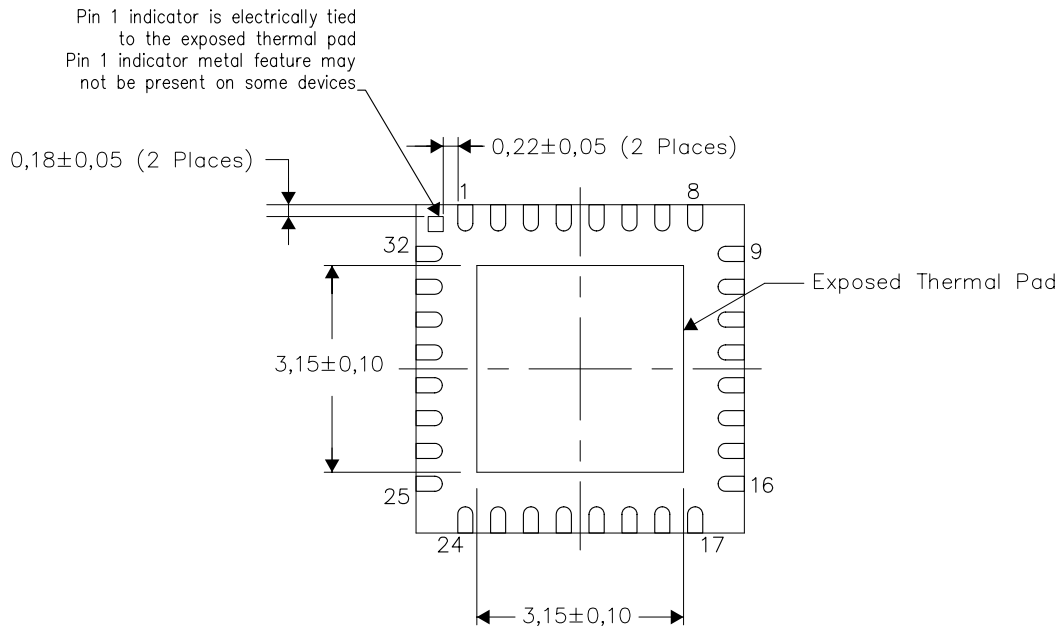 Pin 1 indicator is electrically tied
to the exposed thermal pad
Pin 1 indicator metal feature may
not be present on some devices
0,18±0,05 (2 Places)
0,22±0,05 (2 Places)
1
8
32
9
Exposed Thermal Pad
3,15±0,10
25
16
24
17
3,15±0,10